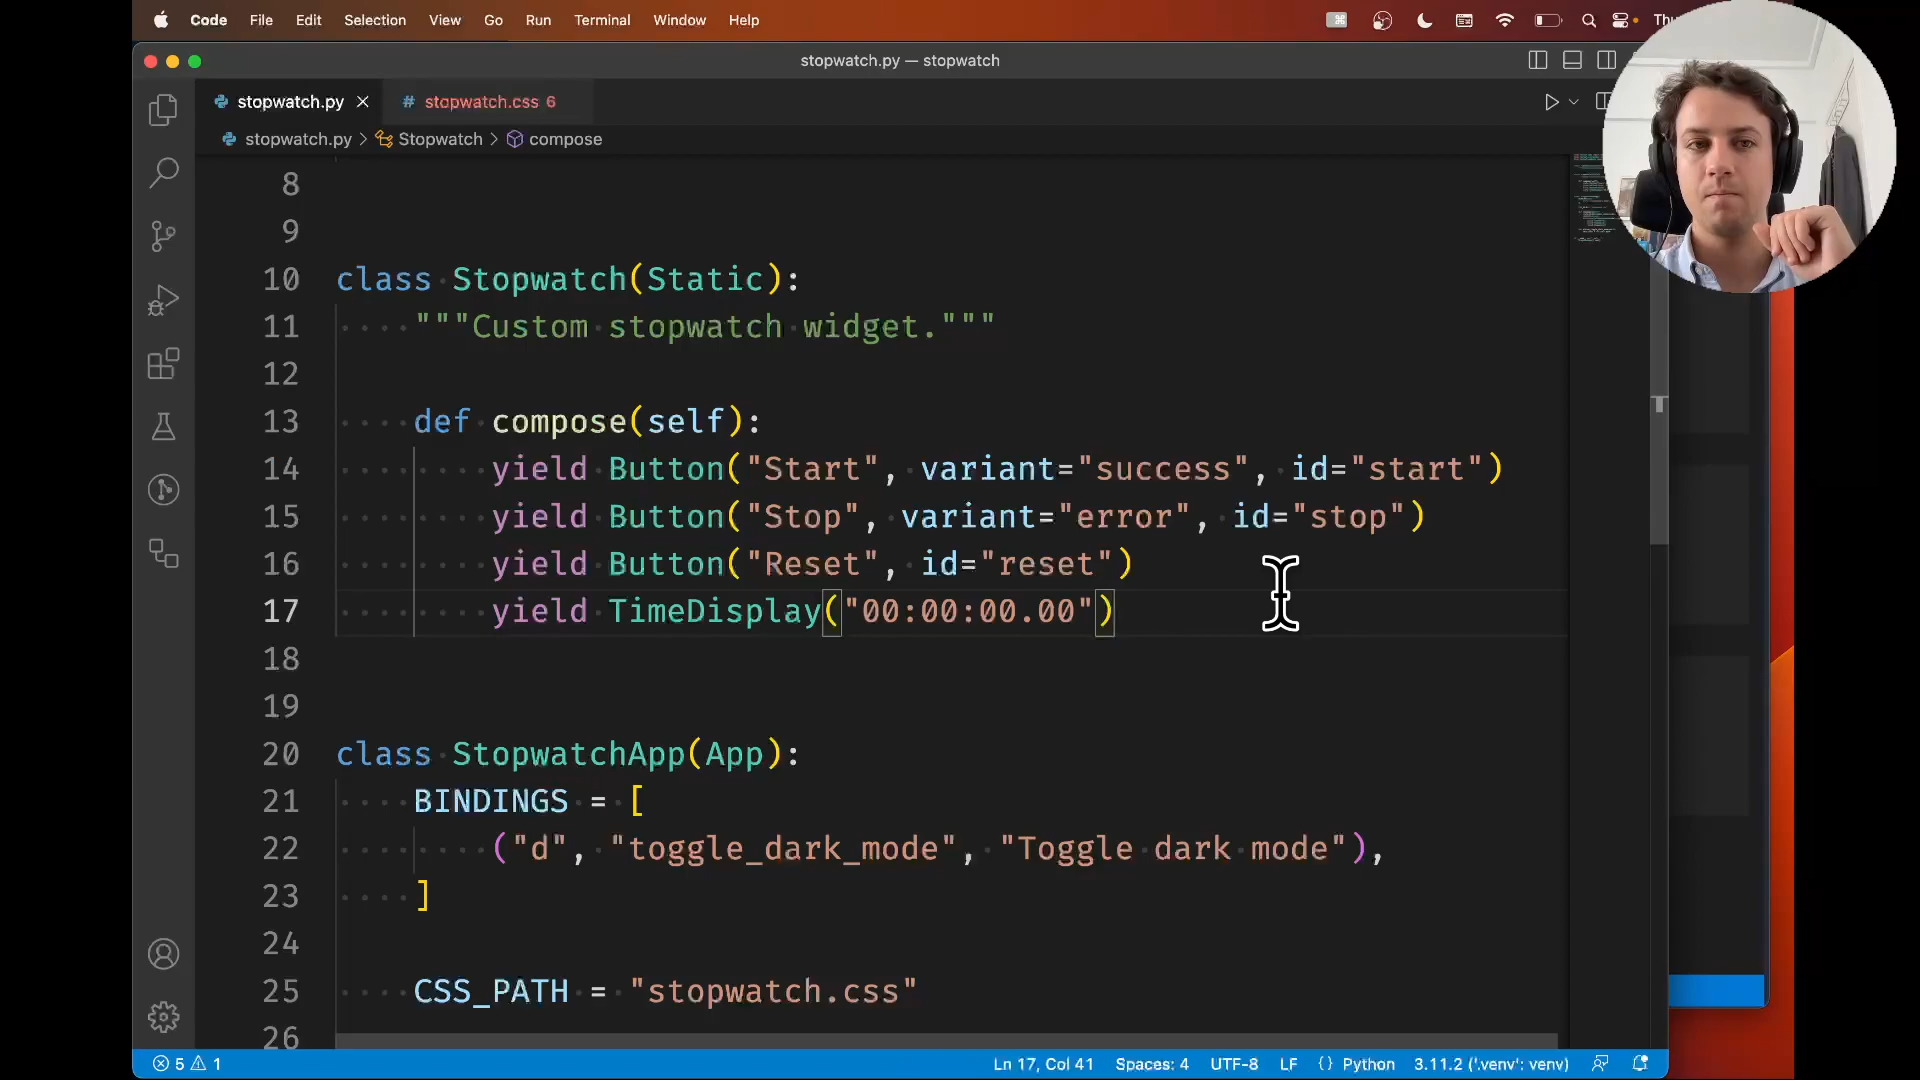 Code File Edit Selection View Go Run Terminal Window Help
stopwatch.py — stopwatch
stopwatch.py
# stopwatch.css 6
stopwatch.py > Stopwatch > compose
8
9
10 class Stopwatch(Static):
11 """Custom stopwatch widget."""
12
13 def compose(self):
14 yield Button("Start", variant="success", id="start")
15 yield Button("Stop", variant="error", id="stop")
16 yield Button("Reset", id="reset")
17 yield TimeDisplay("00:00:00.00")
18
19
20 class StopwatchApp(App):
21 BINDINGS = [
22 ("d", "toggle_dark_mode", "Toggle dark mode"),
23 ]
24
25 CSS_PATH = "stopwatch.css"
26
5 1 Ln 17, Col 41 Spaces: 4 UTF-8 LF {} Python 3.11.2 ('.venv': venv)